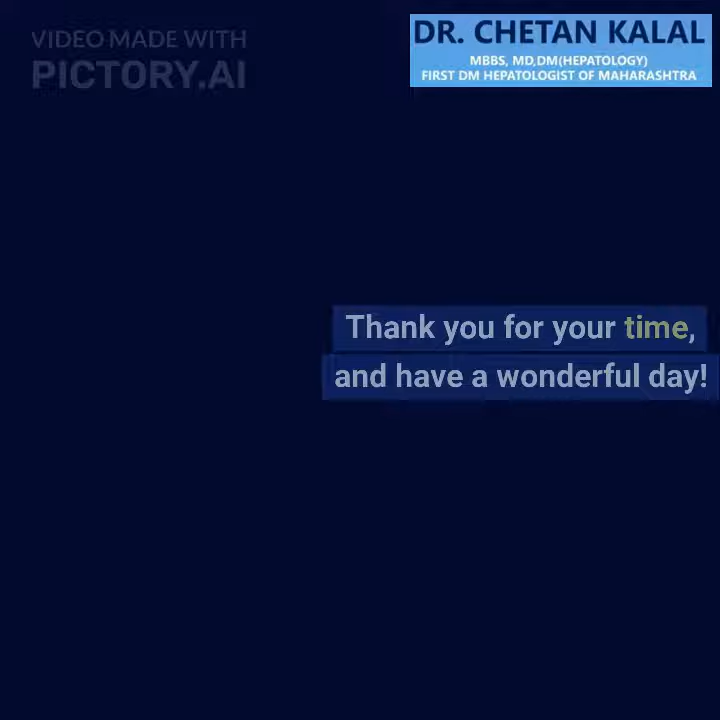 VIDEO MADE WITH
PICTORY.AI
DR. CHETAN KALAL
MBBS, MD,DM(HEPATOLOGY)
FIRST DM HEPATOLOGIST OF MAHARASHTRA
Thank you for your time,
and have a wonderful day!